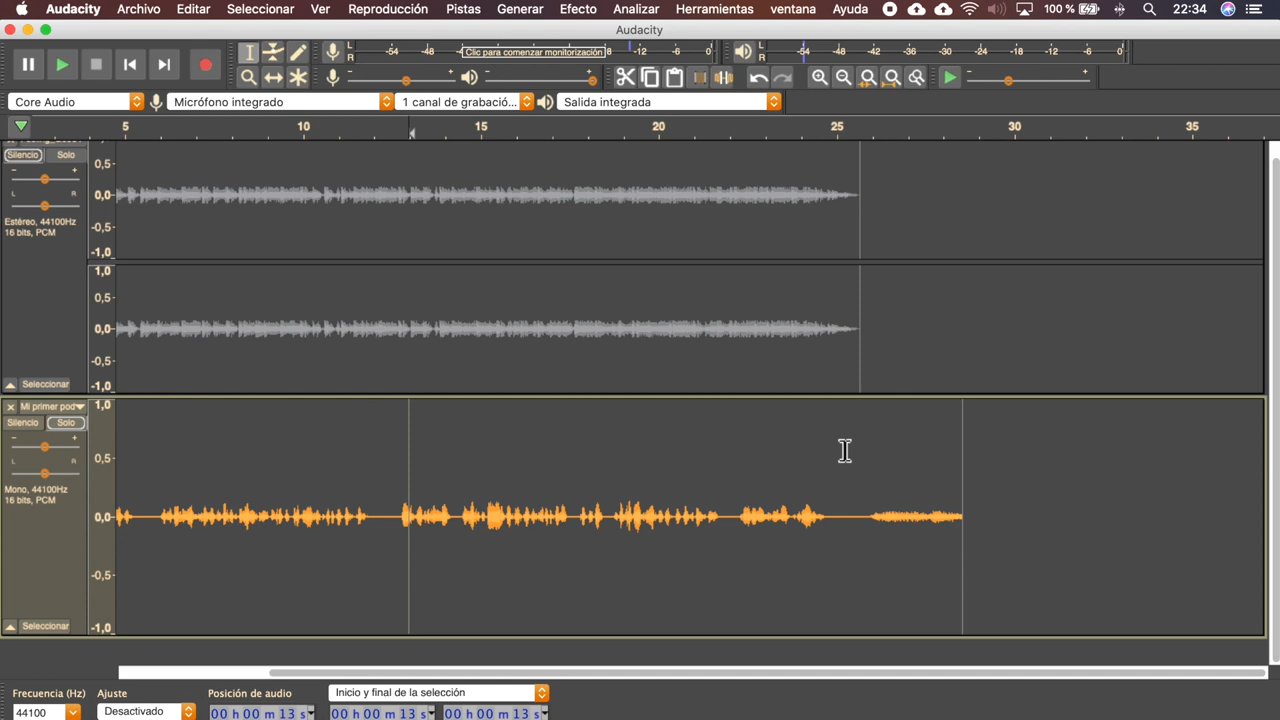 Audacity Archivo Editar Seleccionar Ver Reproducción Pistas Generar Efecto Analizar Herramientas ventana Ayuda 100 % 22:34
Audacity
L R -54 -48 Clic para comenzar monitorización 8 -12 -6 0 L R -54 -48 -42 -36 -30 -24 -18 -12 -6 0
- + - + - +
Core Audio Micrófono integrado 1 canal de grabació... Salida integrada
5 10 15 20 25 30 35
Silencio Solo
- +
L R
Estéreo, 44100Hz
16 bits, PCM
0,5
0,0
-0,5
-1,0
1,0
0,5
0,0
-0,5
-1,0
Seleccionar
Mi primer pod
Silencio Solo
- +
L R
Mono, 44100Hz
16 bits, PCM
1,0
0,5
0,0
-0,5
-1,0
Seleccionar
Frecuencia (Hz) Ajuste Posición de audio Inicio y final de la selección
44100 Desactivado 00 h 00 m 13 s 00 h 00 m 13 s 00 h 00 m 13 s